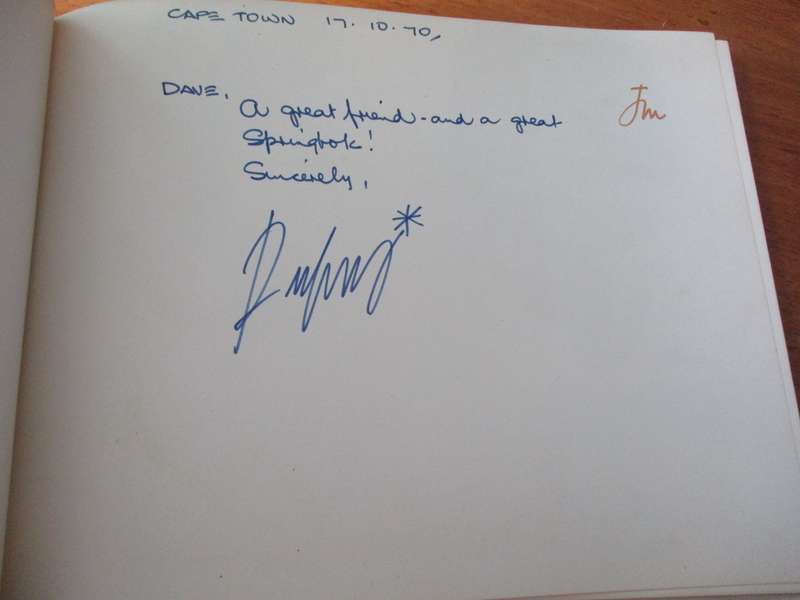 CAPE TOWN 17.10.70,
DAVE,
A great friend - and a great
Springbok!
Sincerely,